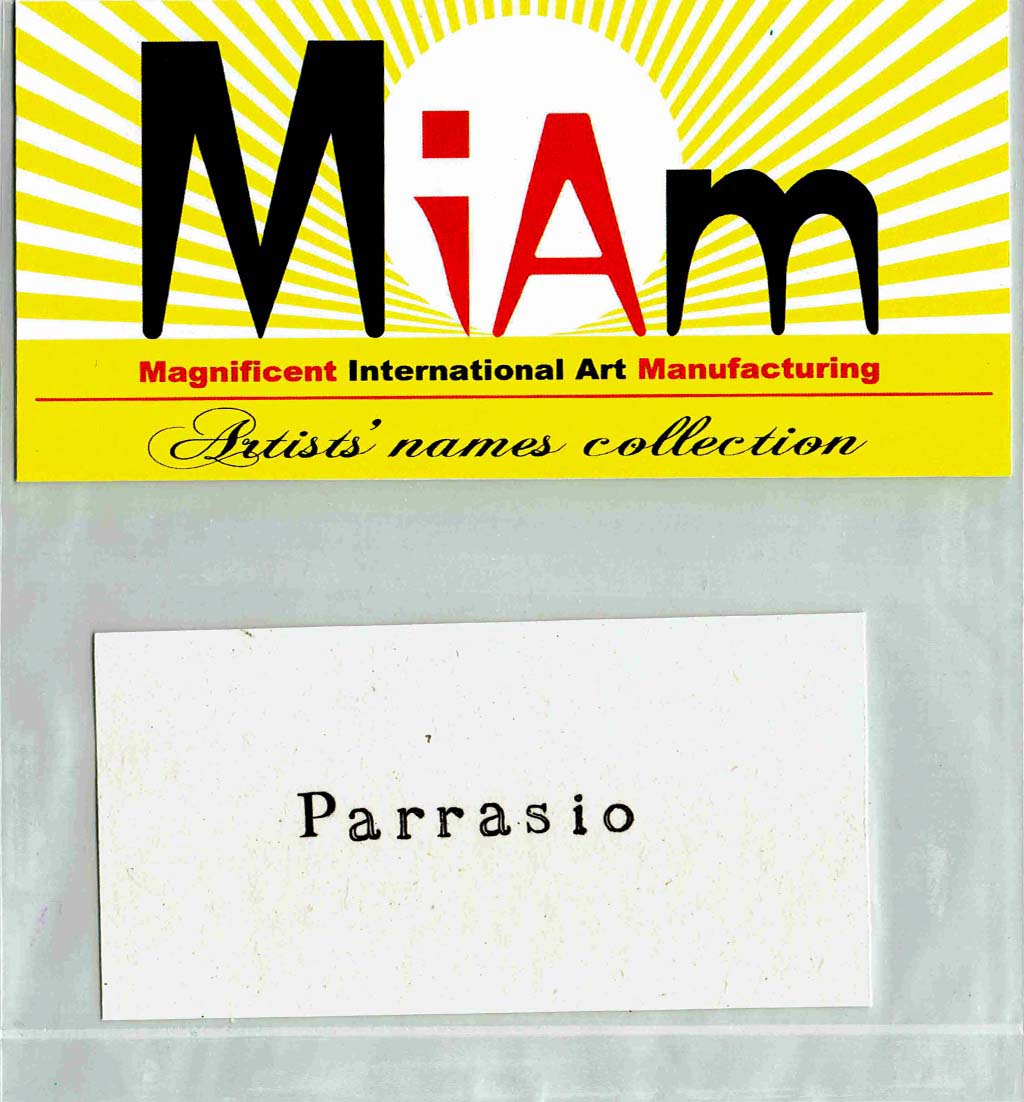 MiAm
Magnificent International Art Manufacturing
Artists' names collection
Parrasio